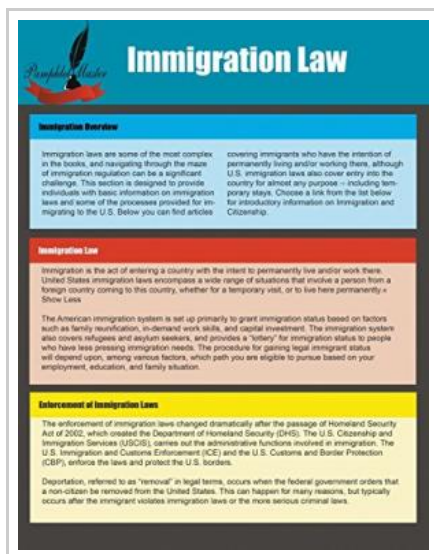 Pamphlet Master
Immigration Law
Immigration Overview
Immigration laws are some of the most complex
in the books, and navigating through the maze
of immigration regulation can be a significant
challenge. This section is designed to provide
individuals with basic information on immigration
laws and some of the processes provided for im-
migrating to the U.S. Below you can find articles
covering immigrants who have the intention of
permanently living and/or working there, although
U.S. immigration laws also cover entry into the
country for almost any purpose -- including tem-
porary stays. Choose a link from the list below
for introductory information on Immigration and
Citizenship.
Immigration Law
Immigration is the act of entering a country with the intent to permanently live and/or work there.
United States immigration laws encompass a wide range of situations that involve a person from a
foreign country coming to this country, whether for a temporary visit, or to live here permanently.«
Show Less
The American immigration system is set up primarily to grant immigration status based on factors
such as family reunification, in-demand work skills, and capital investment. The immigration system
also covers refugees and asylum seekers, and provides a "lottery" for immigration status to people
who have less pressing immigration needs. The procedure for gaining legal immigrant status
will depend upon, among various factors, which path you are eligible to pursue based on your
employment, education, and family situation.
Enforcement of Immigration Laws
The enforcement of immigration laws changed dramatically after the passage of Homeland Security
Act of 2002, which created the Department of Homeland Security (DHS). The U.S. Citizenship and
Immigration Services (USCIS), carries out the administrative functions involved in immigration. The
U.S. Immigration and Customs Enforcement (ICE) and the U.S. Customs and Border Protection
(CBP), enforce the laws and protect the U.S. borders.
Deportation, referred to as "removal" in legal terms, occurs when the federal government orders that
a non-citizen be removed from the United States. This can happen for many reasons, but typically
occurs after the immigrant violates immigration laws or the more serious criminal laws.